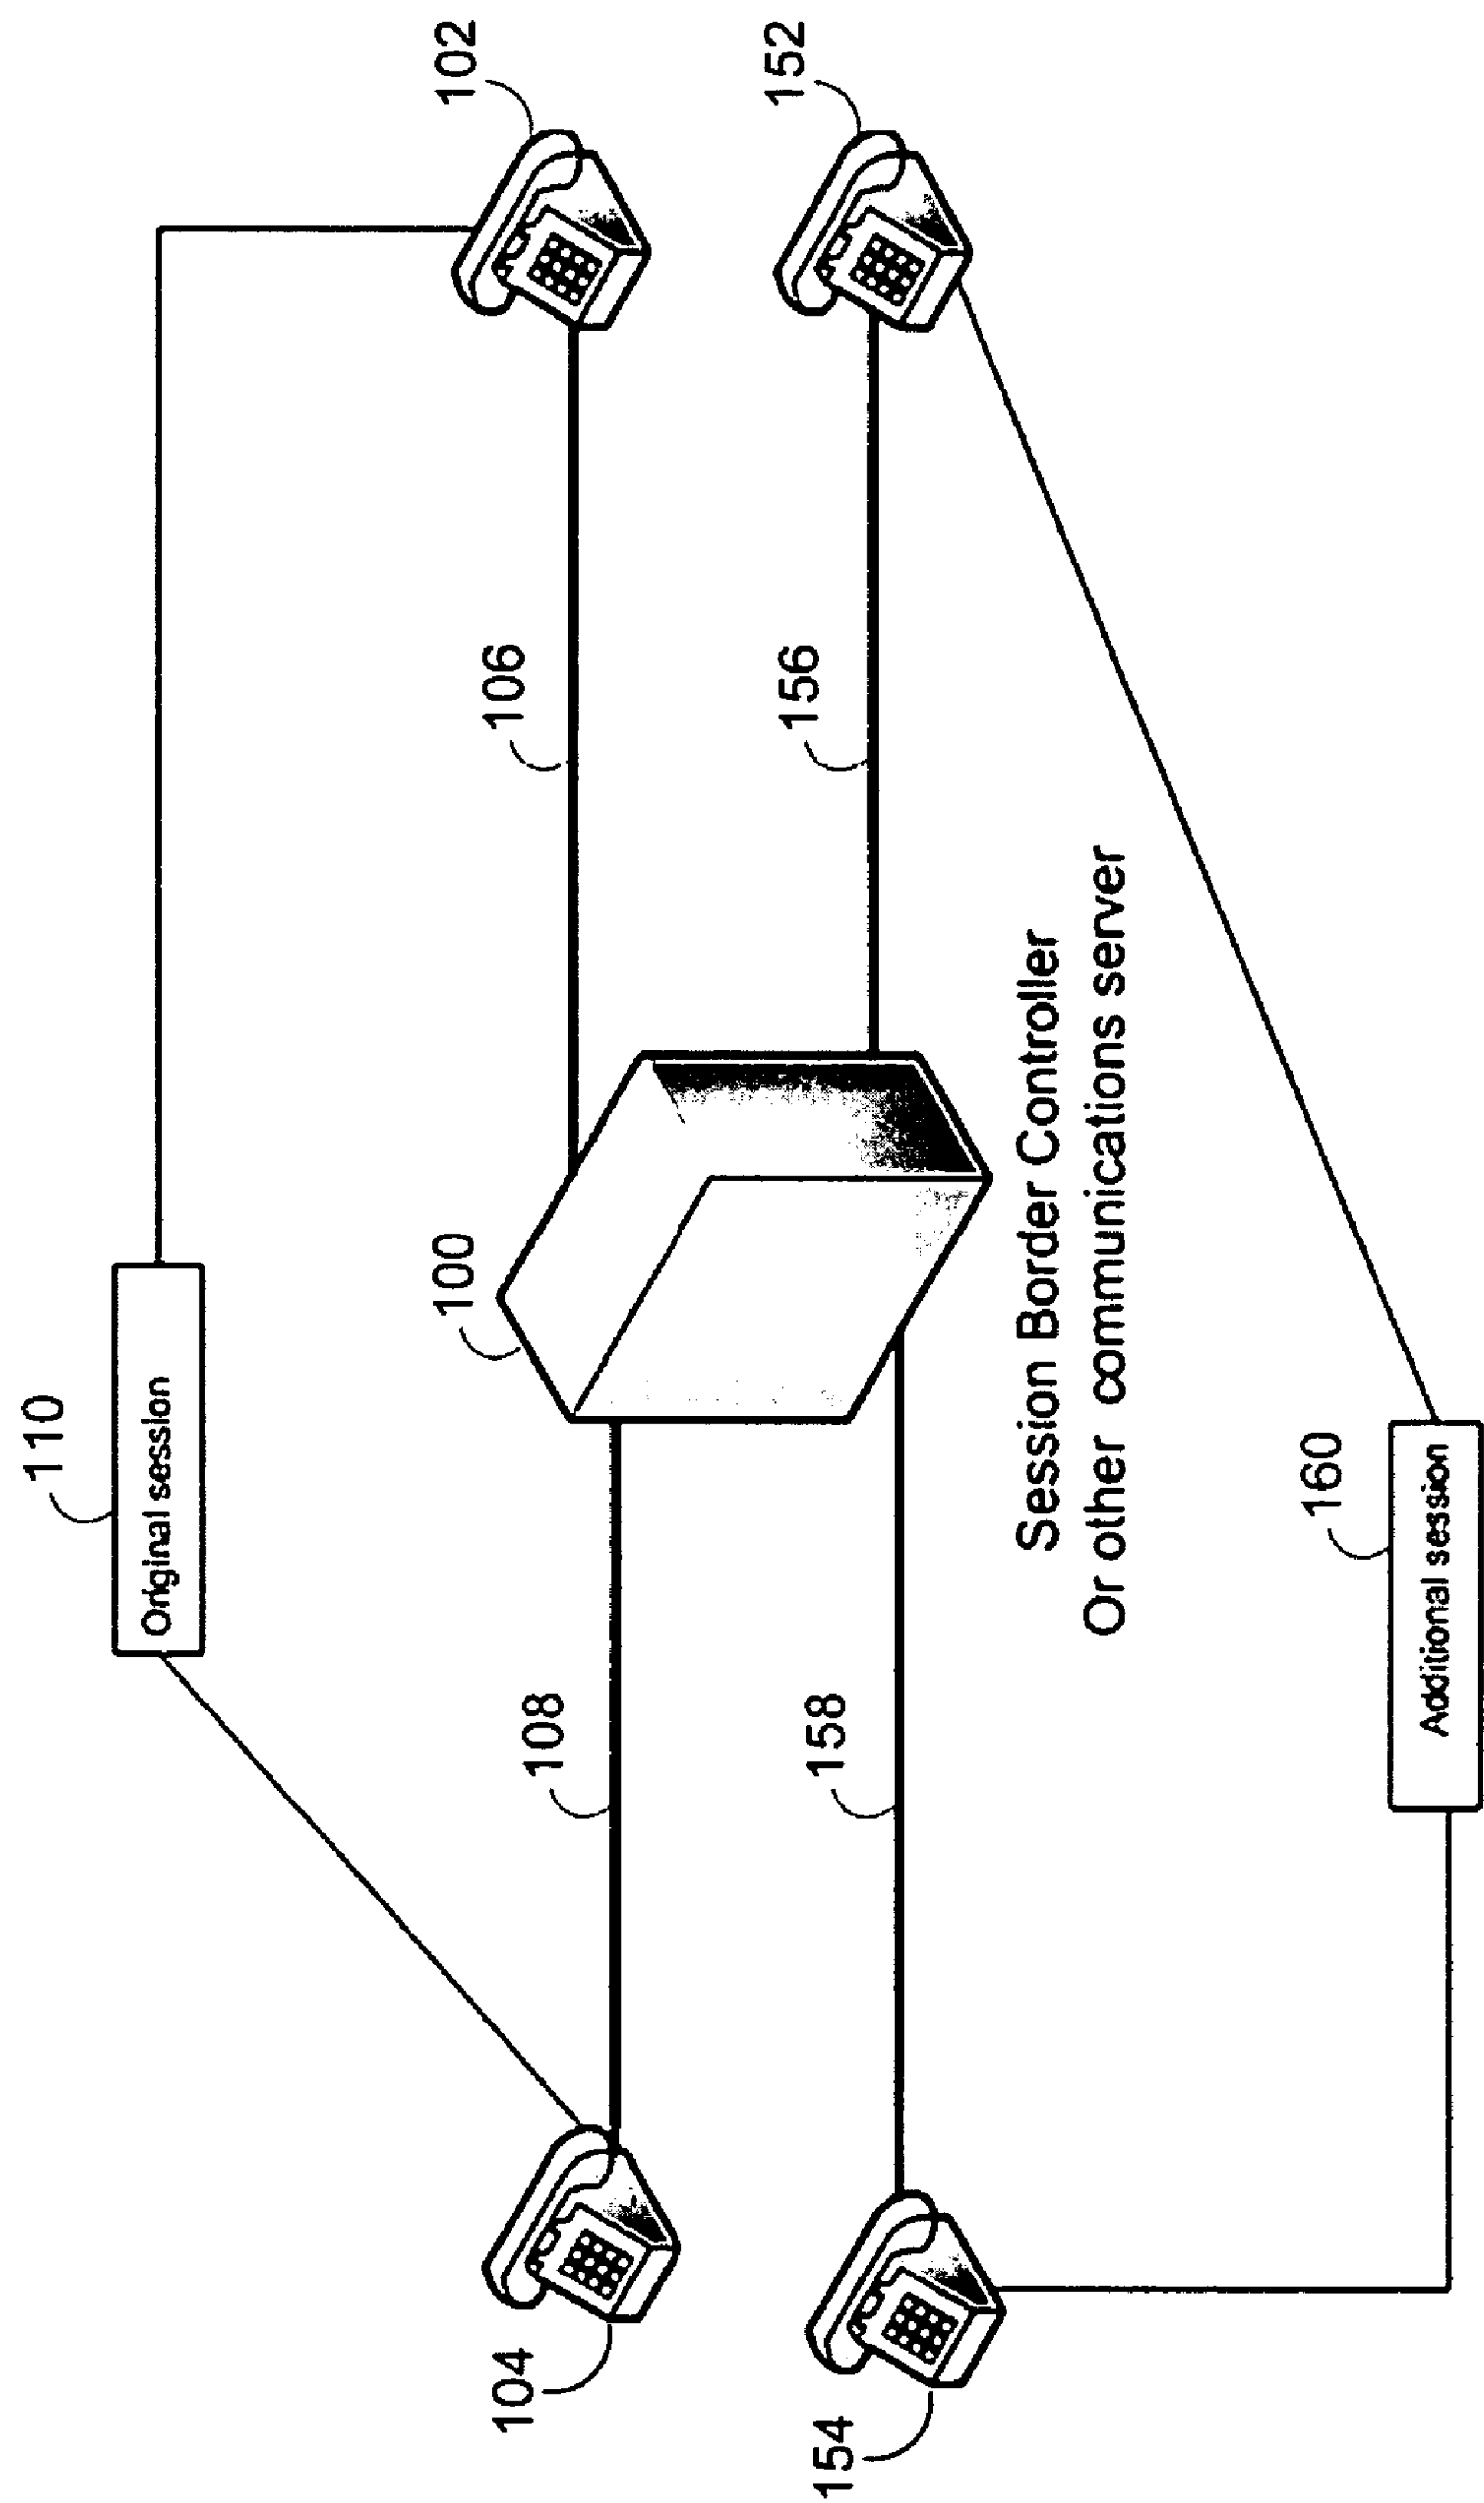 110
Original session
104
108
100
106
102
154
158
156
152
Session Border Controller
Or other communications server
160
Additional session